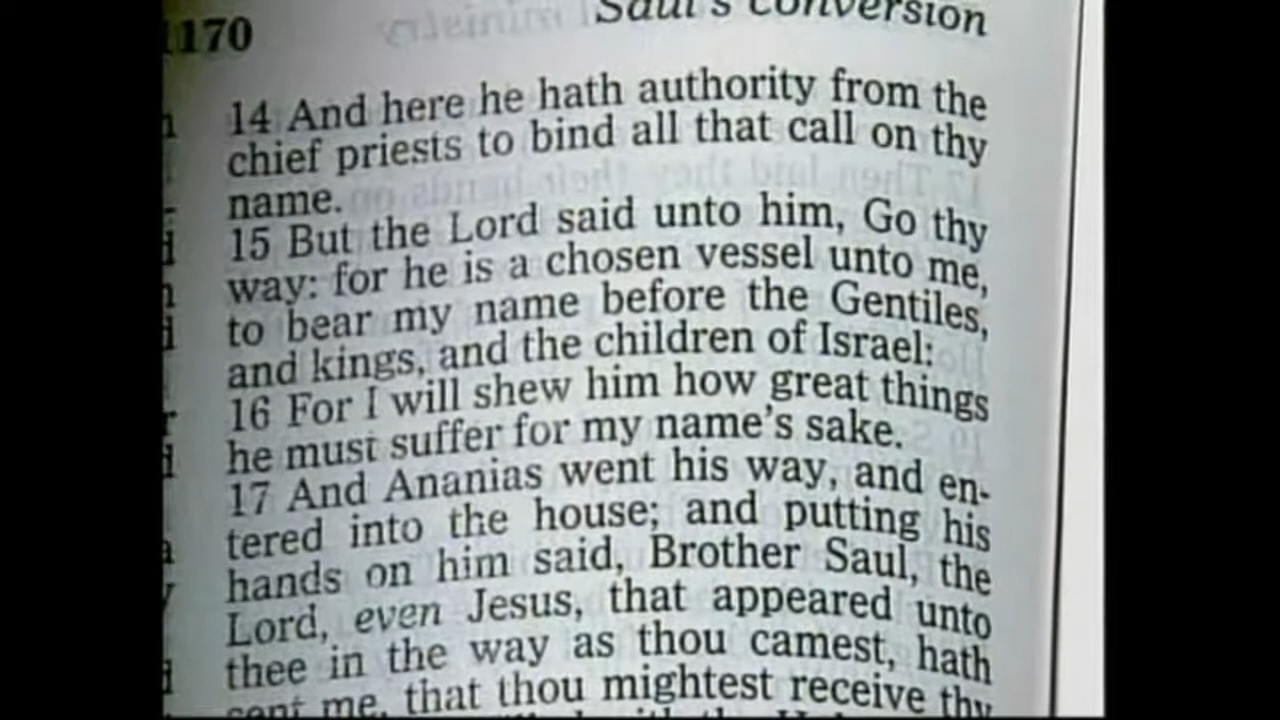 1170
Saul's conversion
14 And here he hath authority from the
chief priests to bind all that call on thy
name.
15 But the Lord said unto him, Go thy
way: for he is a chosen vessel unto me,
to bear my name before the Gentiles,
and kings, and the children of Israel:
16 For I will shew him how great things
he must suffer for my name's sake.
17 And Ananias went his way, and en-
tered into the house; and putting his
hands on him said, Brother Saul, the
Lord, even Jesus, that appeared unto
thee in the way as thou camest, hath
sent me, that thou mightest receive thy